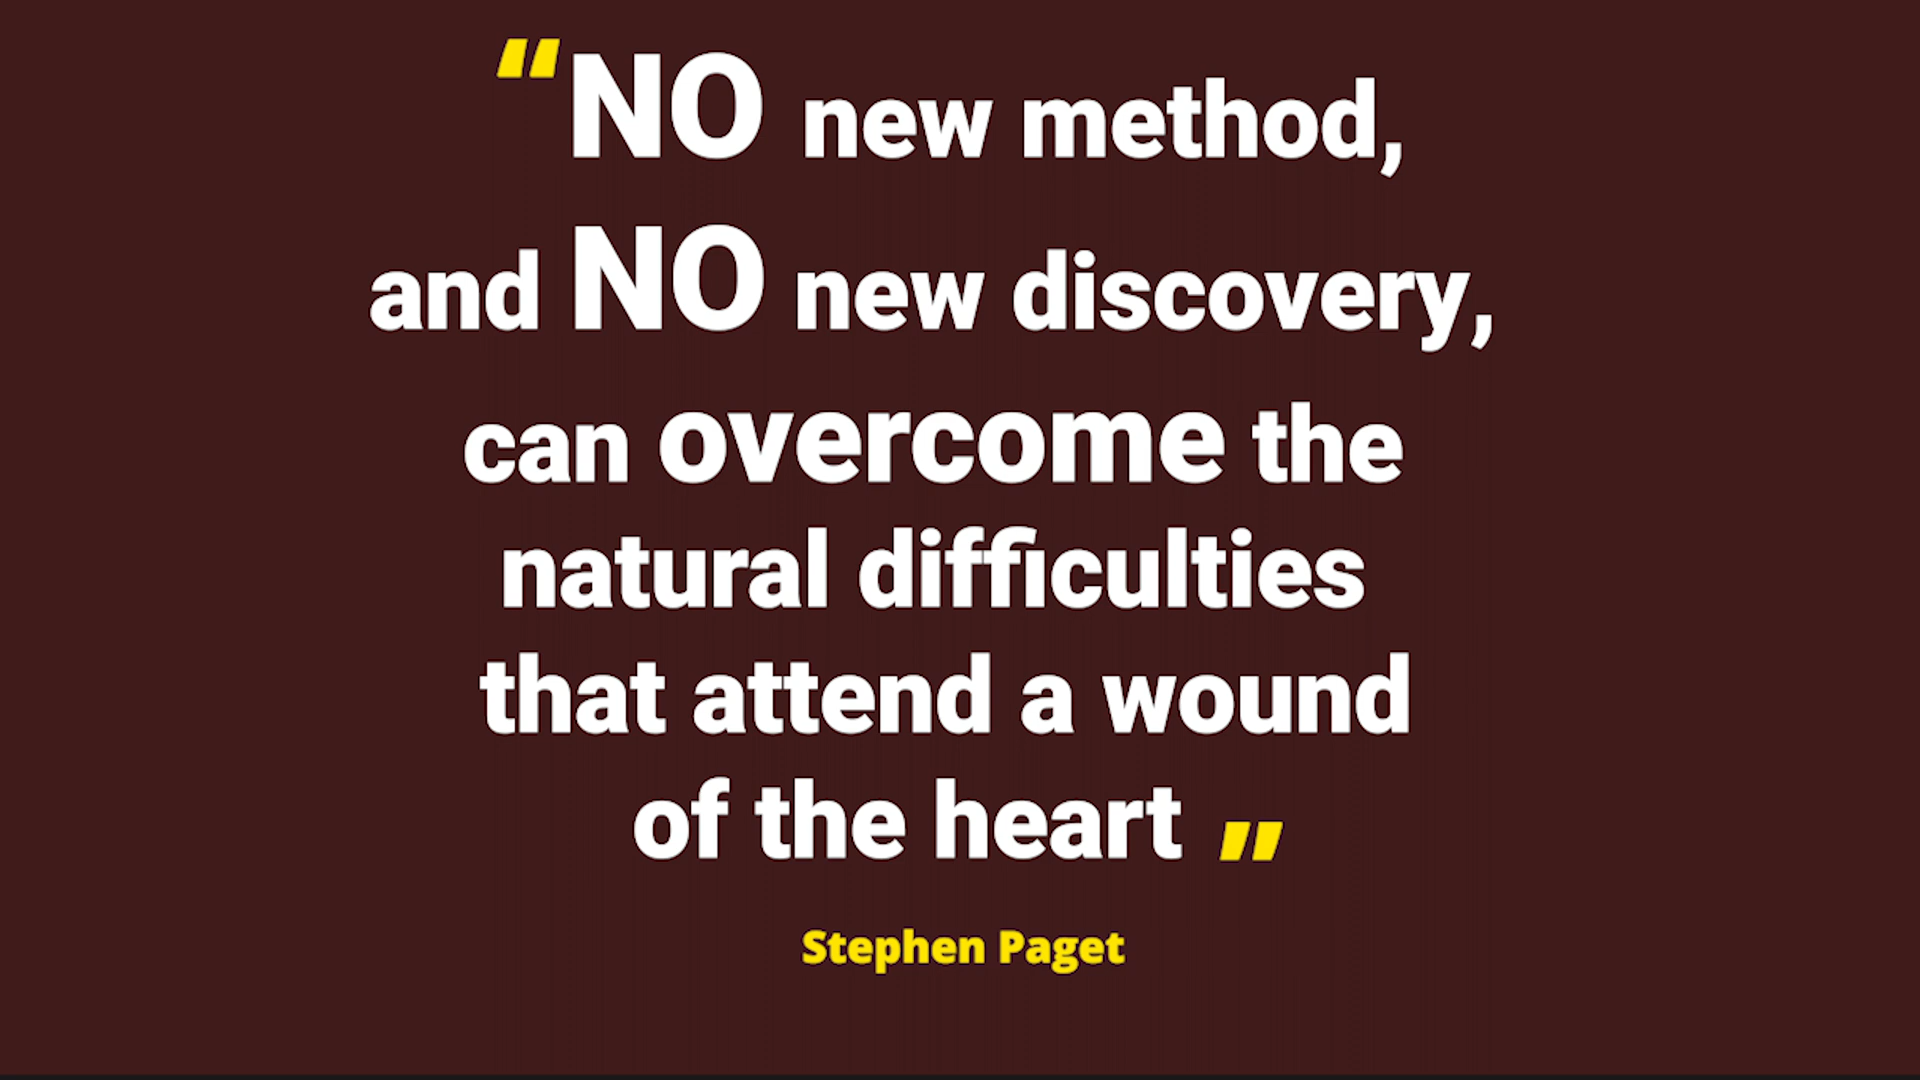 “NO new method,
and NO new discovery,
can overcome the
natural difficulties
that attend a wound
of the heart ”
Stephen Paget